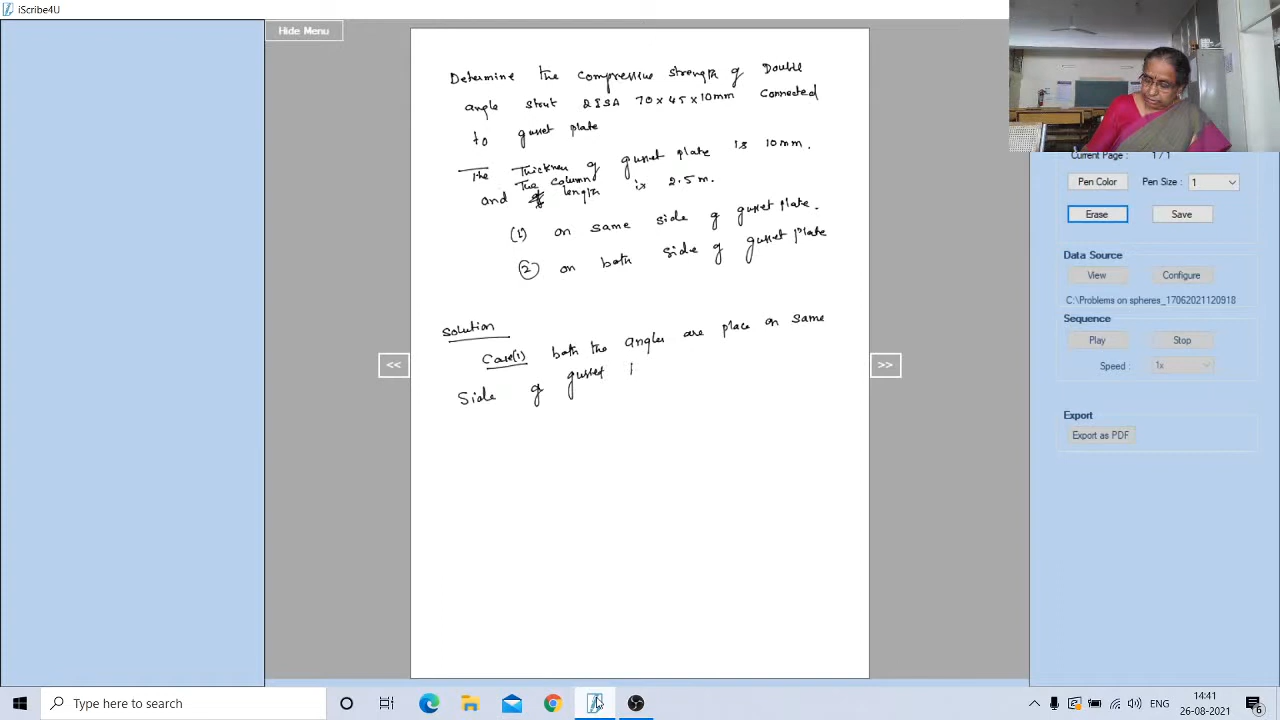 iScribe4U
Hide Menu
Determine the compressive strength of Double
angle strut 2ISA 70 x 45 x 10mm connected
to gusset plate
The Thickness of gusset plate is 10mm.
and the column length is 2.5 m.
(1) on same side of gusset plate.
(2) on both side of gusset plate
Solution
Case(1) both the angles are place on same
Side of gusset
<<
>>
Current Page : 1 / 1
Pen Color Pen Size : 1
Erase Save
Data Source
View Configure
C:\Problems on spheres_17062021120918
Sequence
Play Stop
Speed : 1x
Export
Export as PDF
Type here to search
ENG
14:41
26-08-2021
6